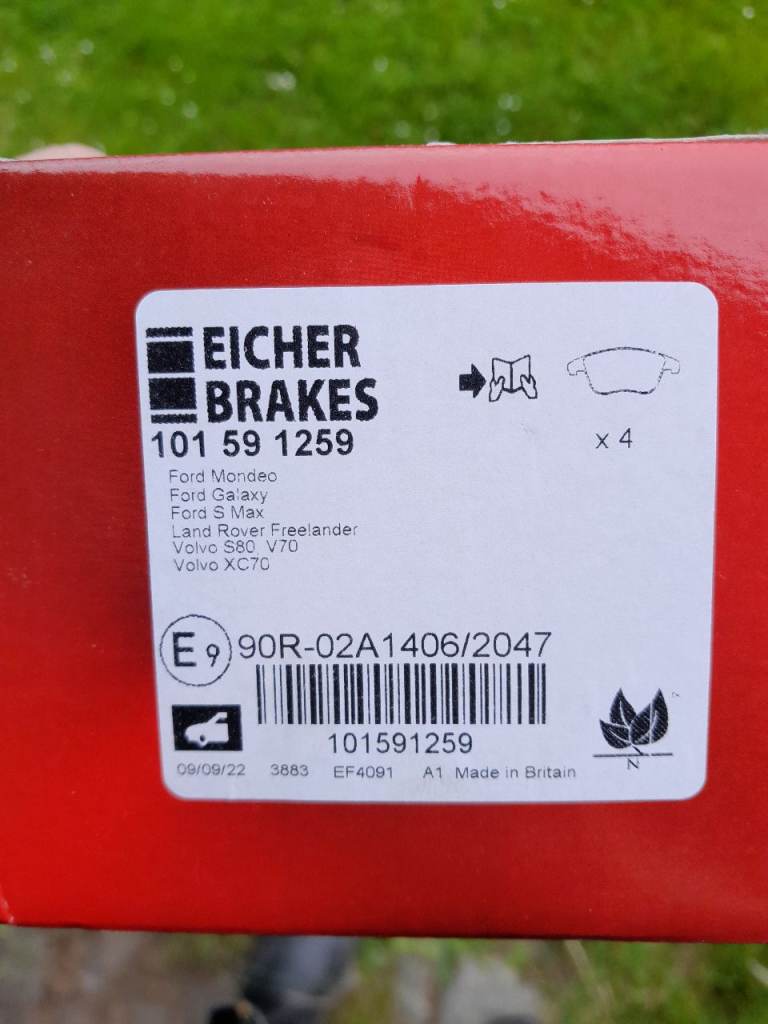 EICHER
BRAKES
101 59 1259
x 4
Ford Mondeo
Ford Galaxy
Ford S Max
Land Rover Freelander
Volvo S80, V70
Volvo XC70
E9 90R-02A1406/2047
101591259
09/09/22 3883 EF4091 A1 Made in Britain
N